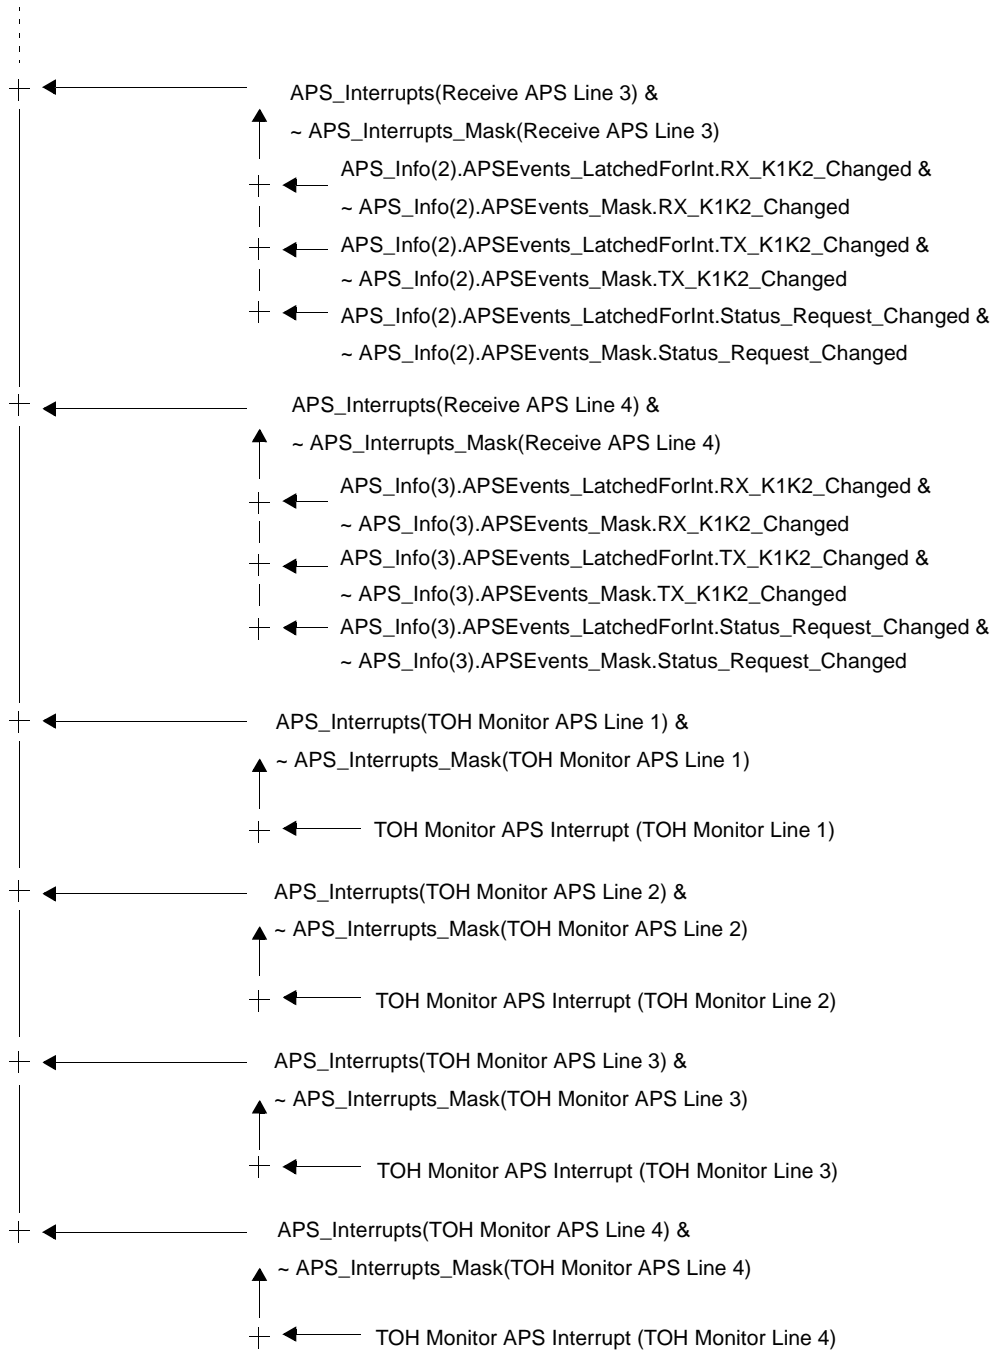 APS_Interrupts(Receive APS Line 3) &
~ APS_Interrupts_Mask(Receive APS Line 3)
APS_Info(2).APSEvents_LatchedForInt.RX_K1K2_Changed &
~ APS_Info(2).APSEvents_Mask.RX_K1K2_Changed
APS_Info(2).APSEvents_LatchedForInt.TX_K1K2_Changed &
~ APS_Info(2).APSEvents_Mask.TX_K1K2_Changed
APS_Info(2).APSEvents_LatchedForInt.Status_Request_Changed &
~ APS_Info(2).APSEvents_Mask.Status_Request_Changed
APS_Interrupts(Receive APS Line 4) &
~ APS_Interrupts_Mask(Receive APS Line 4)
APS_Info(3).APSEvents_LatchedForInt.RX_K1K2_Changed &
~ APS_Info(3).APSEvents_Mask.RX_K1K2_Changed
APS_Info(3).APSEvents_LatchedForInt.TX_K1K2_Changed &
~ APS_Info(3).APSEvents_Mask.TX_K1K2_Changed
APS_Info(3).APSEvents_LatchedForInt.Status_Request_Changed &
~ APS_Info(3).APSEvents_Mask.Status_Request_Changed
APS_Interrupts(TOH Monitor APS Line 1) &
~ APS_Interrupts_Mask(TOH Monitor APS Line 1)
TOH Monitor APS Interrupt (TOH Monitor Line 1)
APS_Interrupts(TOH Monitor APS Line 2) &
~ APS_Interrupts_Mask(TOH Monitor APS Line 2)
TOH Monitor APS Interrupt (TOH Monitor Line 2)
APS_Interrupts(TOH Monitor APS Line 3) &
~ APS_Interrupts_Mask(TOH Monitor APS Line 3)
TOH Monitor APS Interrupt (TOH Monitor Line 3)
APS_Interrupts(TOH Monitor APS Line 4) &
~ APS_Interrupts_Mask(TOH Monitor APS Line 4)
TOH Monitor APS Interrupt (TOH Monitor Line 4)